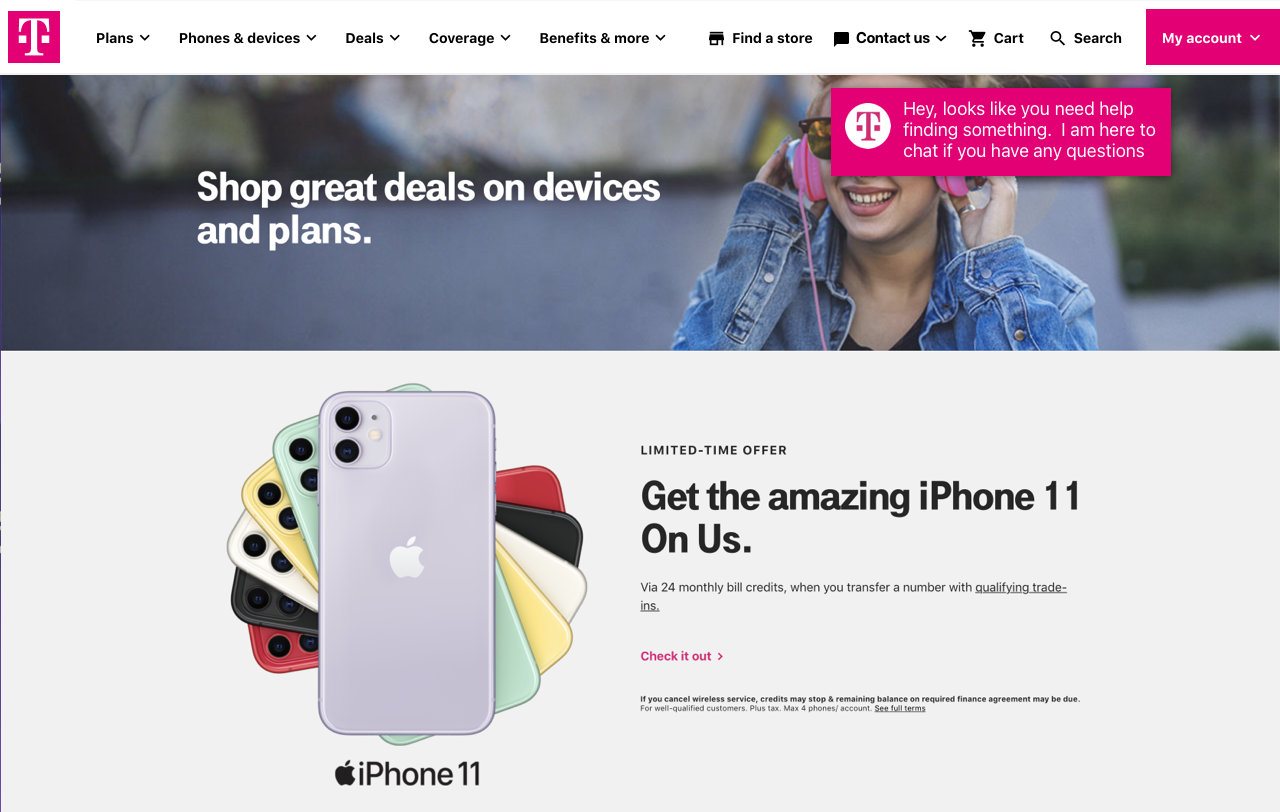 T
Plans
Phones & devices
Deals
Coverage
Benefits & more
Find a store
Contact us
Cart
Search
My account
T
Hey, looks like you need help
finding something. I am here to
chat if you have any questions
Shop great deals on devices
and plans.
LIMITED-TIME OFFER
Get the amazing iPhone 11
On Us.
Via 24 monthly bill credits, when you transfer a number with qualifying trade-
ins.
Check it out
If you cancel wireless service, credits may stop & remaining balance on required finance agreement may be due.
For well-qualified customers. Plus tax. Max 4 phones/ account. See full terms
iPhone 11